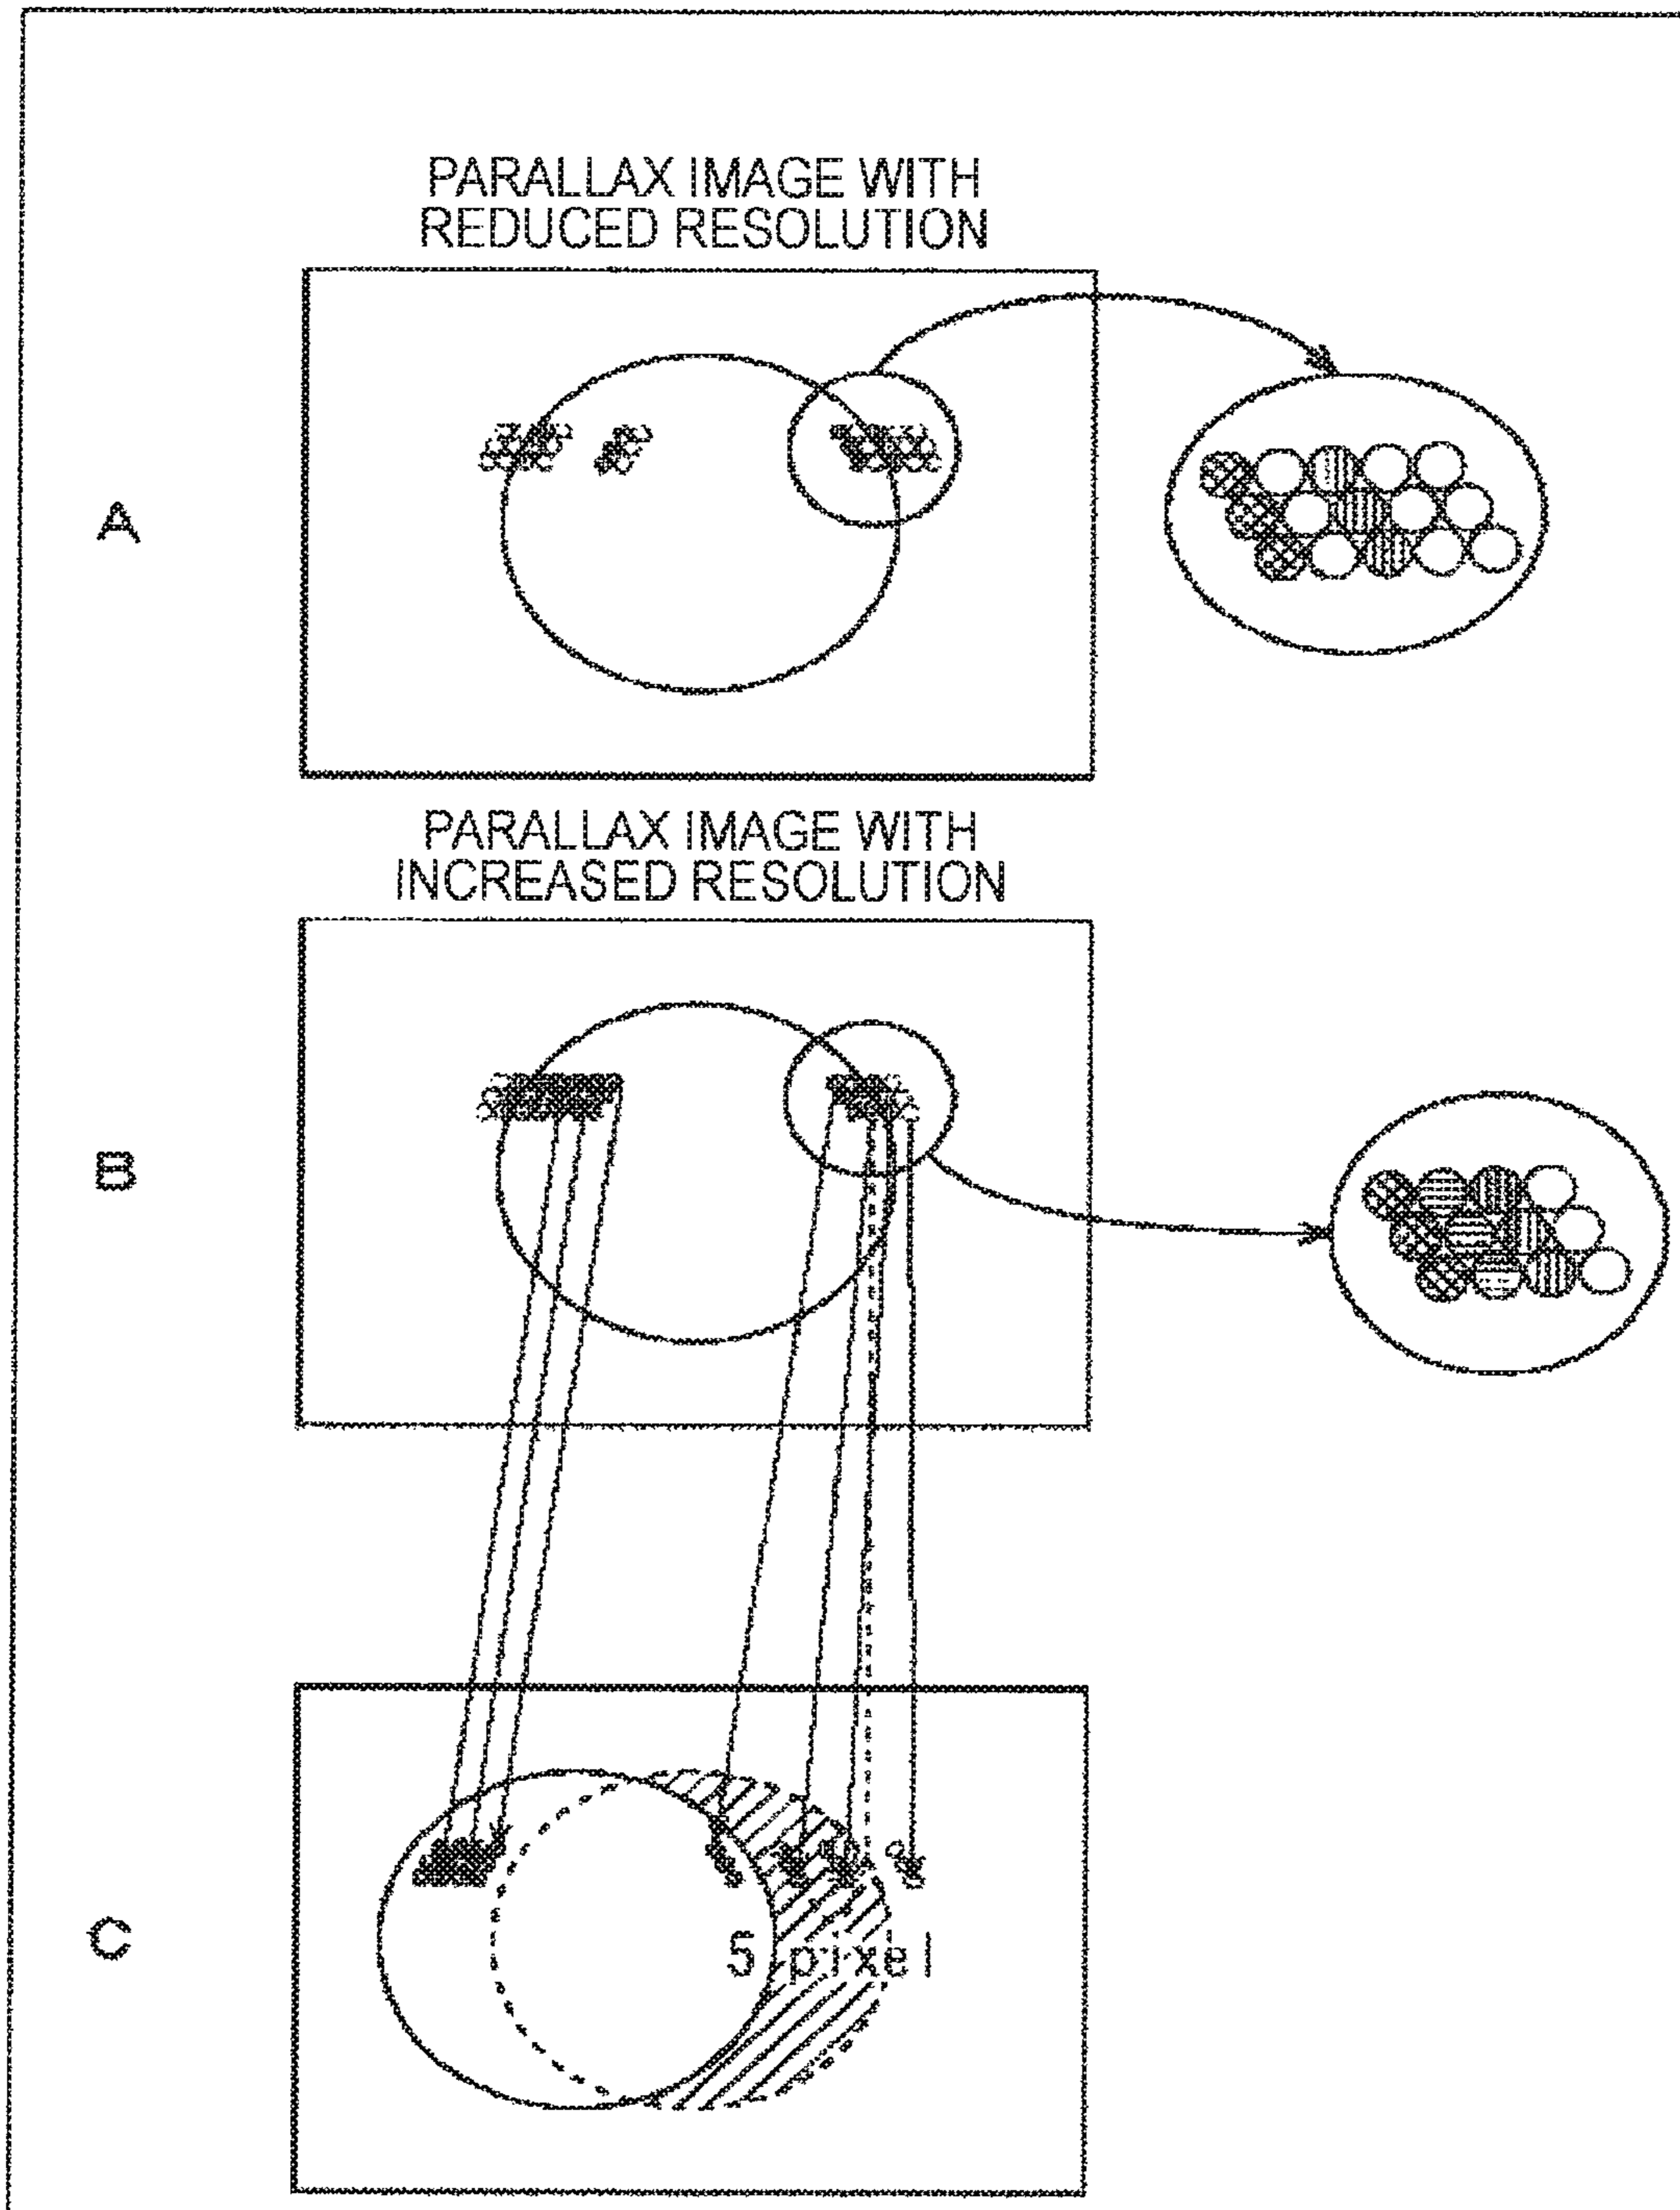 PARALLAX IMAGE WITH
REDUCED RESOLUTION
A
PARALLAX IMAGE WITH
INCREASED RESOLUTION
B
C
5 pixel